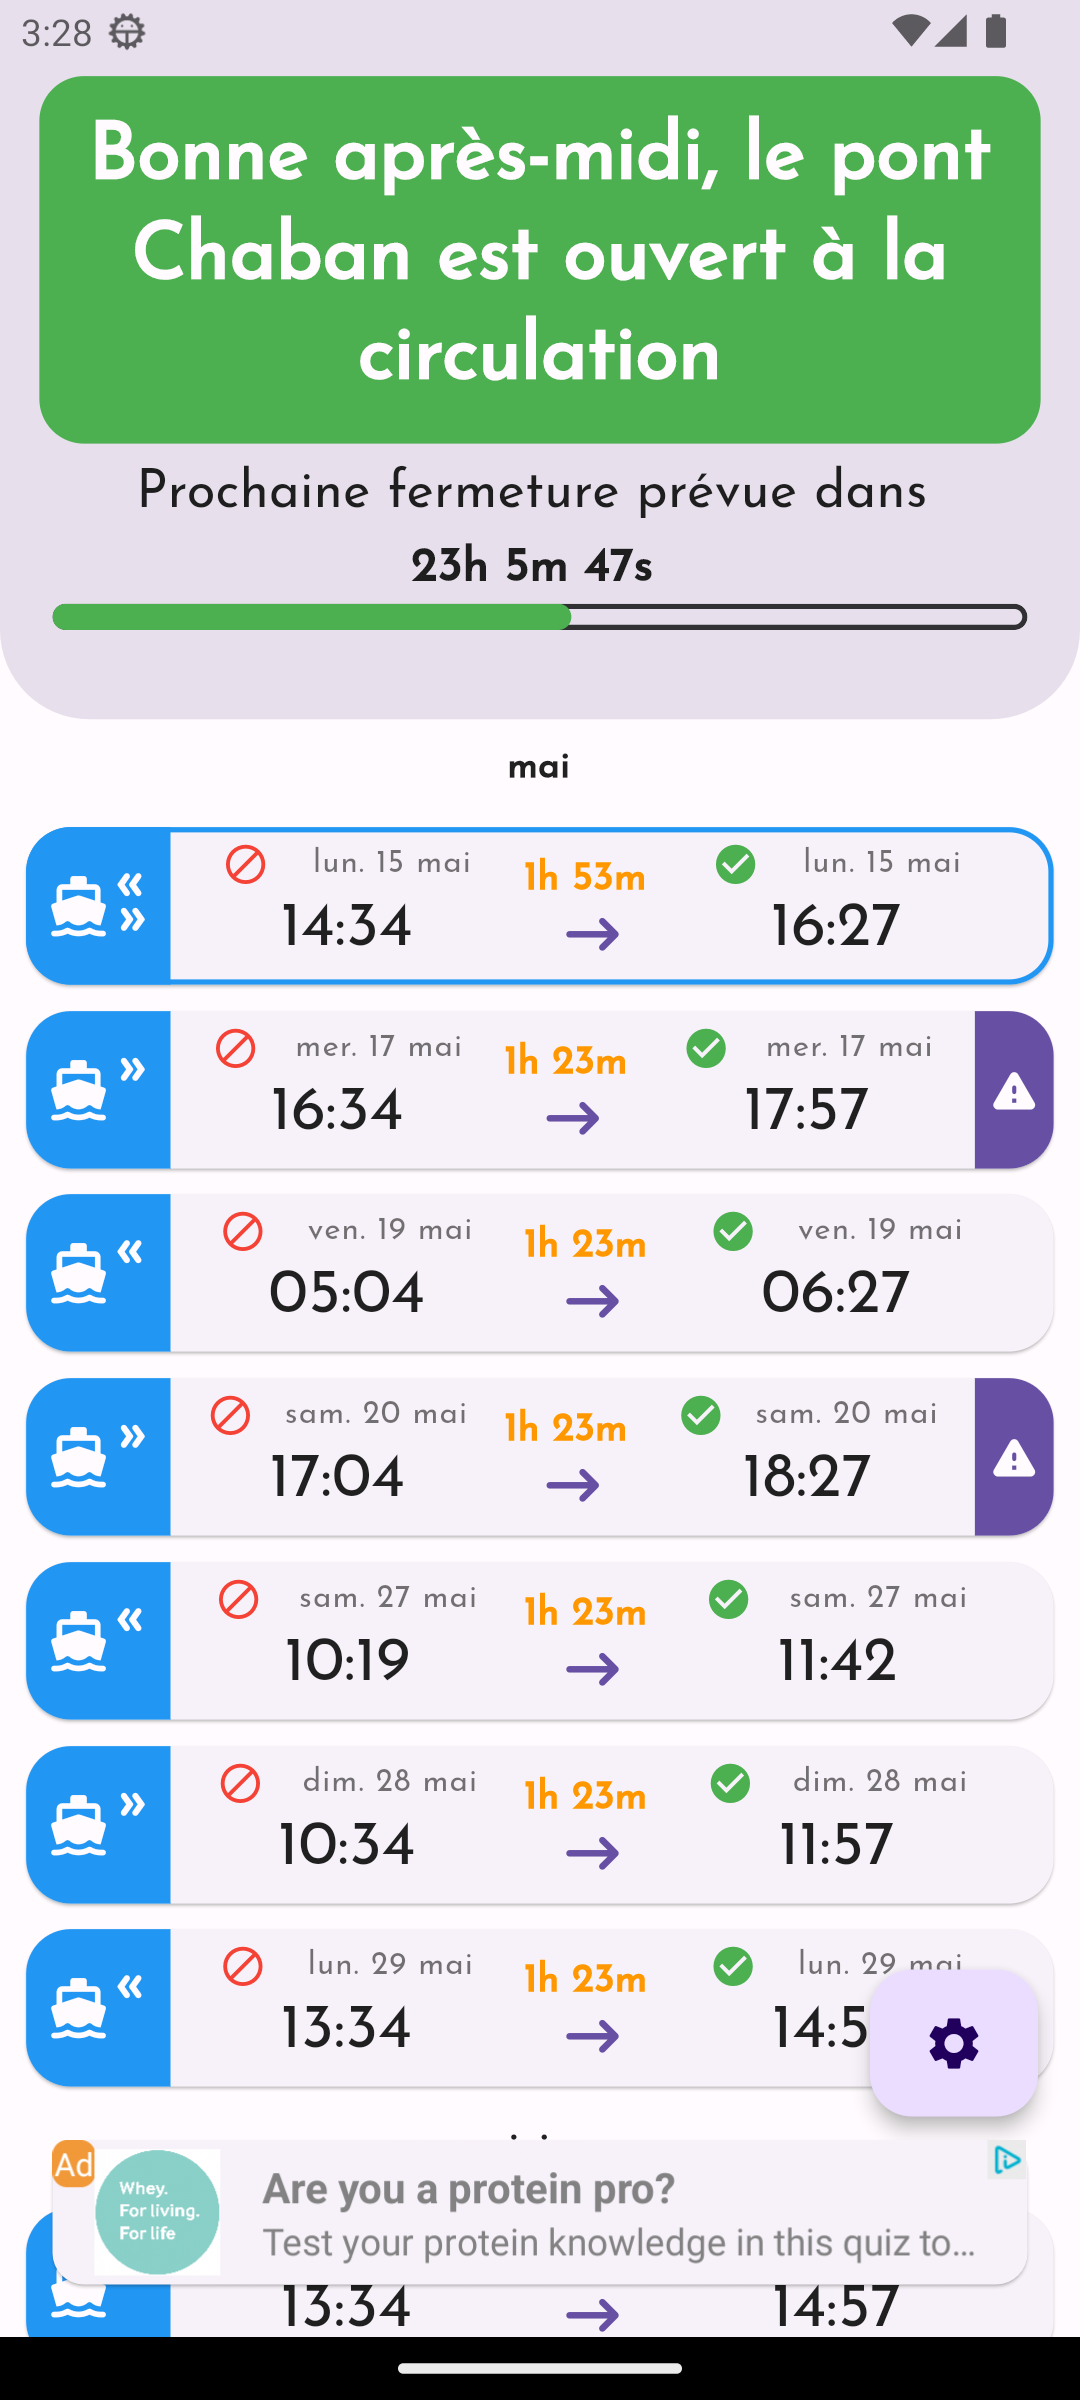 3:28
Bonne après-midi, le pont
Chaban est ouvert à la
circulation
Prochaine fermeture prévue dans
23h 5m 47s
mai
lun. 15 mai 1h 53m lun. 15 mai
14:34 16:27
mer. 17 mai 1h 23m mer. 17 mai
16:34 17:57
ven. 19 mai 1h 23m ven. 19 mai
05:04 06:27
sam. 20 mai 1h 23m sam. 20 mai
17:04 18:27
sam. 27 mai 1h 23m sam. 27 mai
10:19 11:42
dim. 28 mai 1h 23m dim. 28 mai
10:34 11:57
lun. 29 mai 1h 23m lun. 29 mai
13:34 14:5
Ad
Whey.
For living.
For life
Are you a protein pro?
Test your protein knowledge in this quiz to...
13:34 14:57